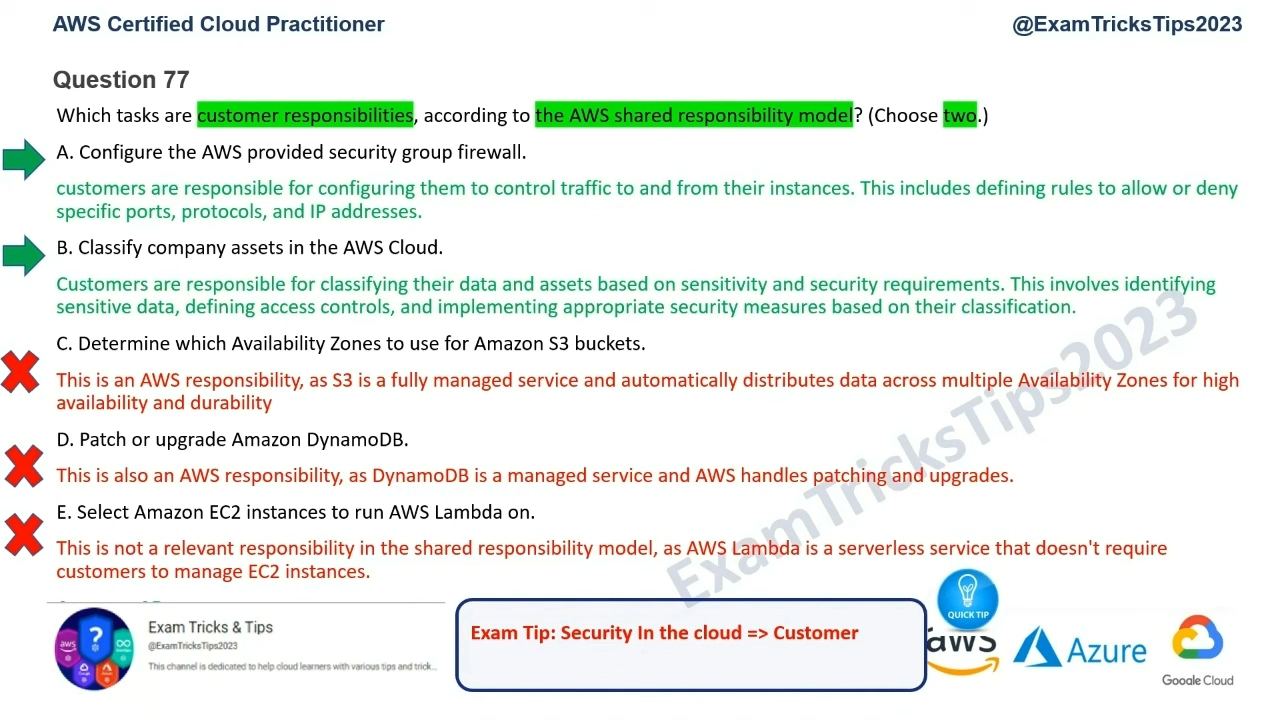 AWS Certified Cloud Practitioner
@ExamTricksTips2023
Question 77
Which tasks are customer responsibilities, according to the AWS shared responsibility model? (Choose two.)
A. Configure the AWS provided security group firewall.
customers are responsible for configuring them to control traffic to and from their instances. This includes defining rules to allow or deny
specific ports, protocols, and IP addresses.
B. Classify company assets in the AWS Cloud.
Customers are responsible for classifying their data and assets based on sensitivity and security requirements. This involves identifying
sensitive data, defining access controls, and implementing appropriate security measures based on their classification.
C. Determine which Availability Zones to use for Amazon S3 buckets.
This is an AWS responsibility, as S3 is a fully managed service and automatically distributes data across multiple Availability Zones for high
availability and durability
D. Patch or upgrade Amazon DynamoDB.
This is also an AWS responsibility, as DynamoDB is a managed service and AWS handles patching and upgrades.
E. Select Amazon EC2 instances to run AWS Lambda on.
This is not a relevant responsibility in the shared responsibility model, as AWS Lambda is a serverless service that doesn't require
customers to manage EC2 instances.
ExamTricksTips2023
aws
?
Exam Tricks & Tips
@ExamTricksTips2023
This channel is dedicated to help cloud learners with various tips and trick...
Exam Tip: Security In the cloud => Customer
QUICK TIP
aws
Azure
Google Cloud